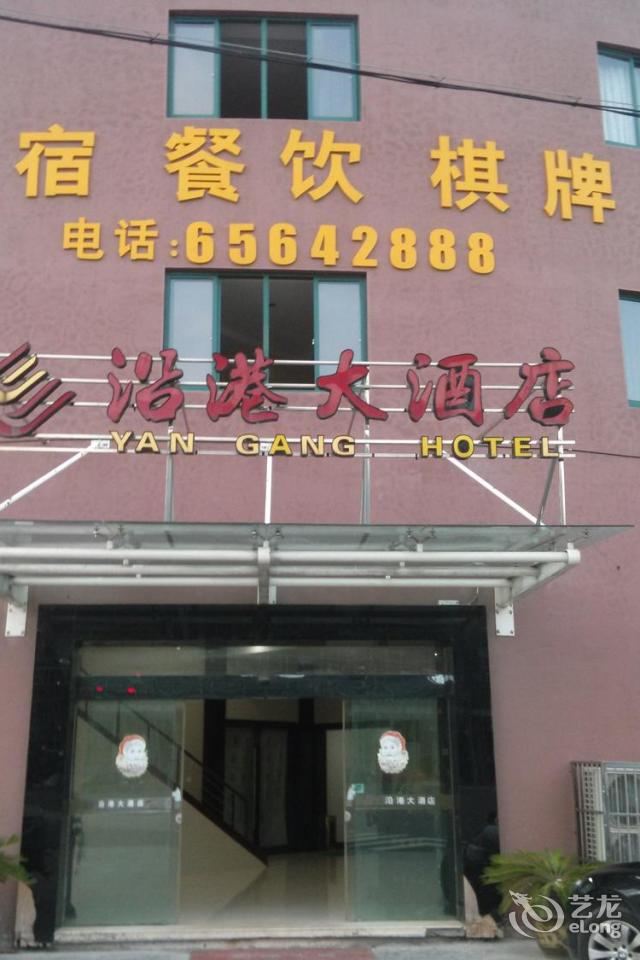 宿 餐饮 棋牌
电话:65642888
沿港大酒店
YAN GANG HOTEL
沿港大酒店
沿港大酒店
艺龙
eLong